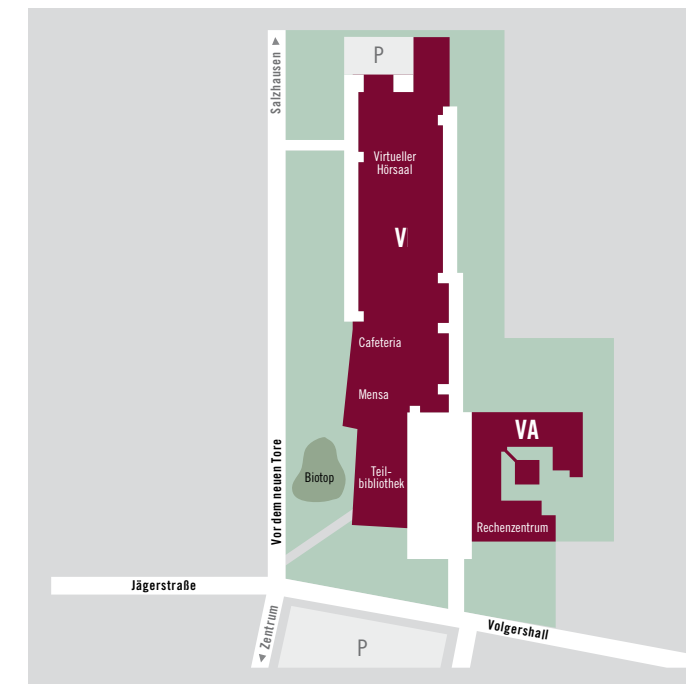 P
Salzhausen ▲
Virtueller
Hörsaal
V
Cafeteria
Mensa
VA
Vor dem neuen Tore
Biotop
Teil-
bibliothek
Rechenzentrum
Jägerstraße
◀ Zentrum
Volgershall
P